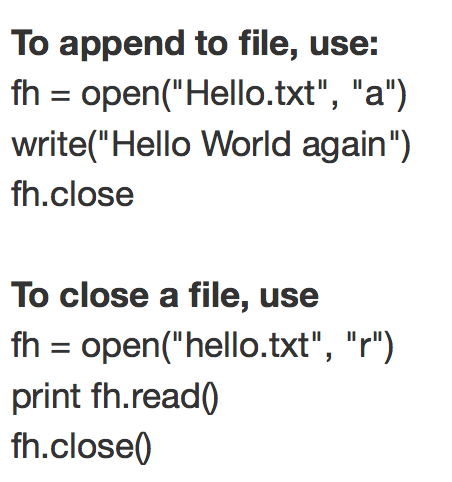 To append to file, use:
fh = open("Hello.txt", "a")
write("Hello World again")
fh.close
To close a file, use
fh = open("hello.txt", "r")
print fh.read()
fh.close()